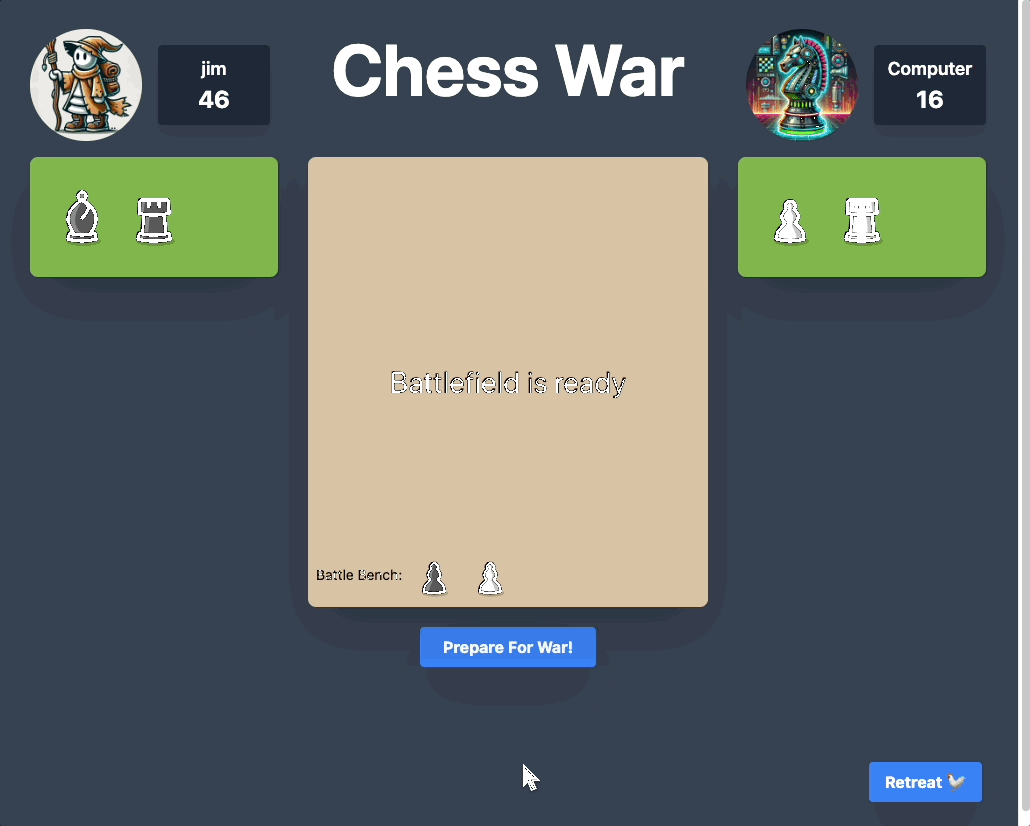 jim
46
Chess War
Computer
16
Battlefield is ready
Battle Bench:
Prepare For War!
Retreat